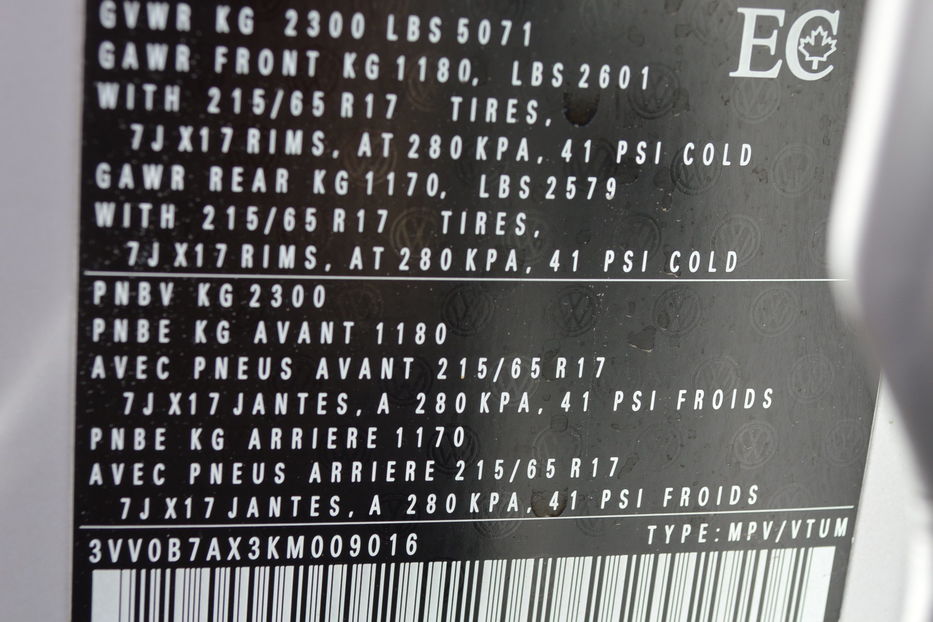 GVWR KG 2300 LBS 5071
EC
GAWR FRONT KG 1180, LBS 2601
WITH 215/65 R17 TIRES,
7J X17 RIMS, AT 280 KPA, 41 PSI COLD
GAWR REAR KG 1170, LBS 2579
WITH 215/65 R17 TIRES,
7J X17 RIMS, AT 280 KPA, 41 PSI COLD
PNBV KG 2300
PNBE KG AVANT 1180
AVEC PNEUS AVANT 215/65 R17
7J X17 JANTES, A 280 KPA, 41 PSI FROIDS
PNBE KG ARRIERE 1170
AVEC PNEUS ARRIERE 215/65 R17
7J X17 JANTES, A 280 KPA, 41 PSI FROIDS
3VV0B7AX3KM009016 TYPE: MPV/VTUM